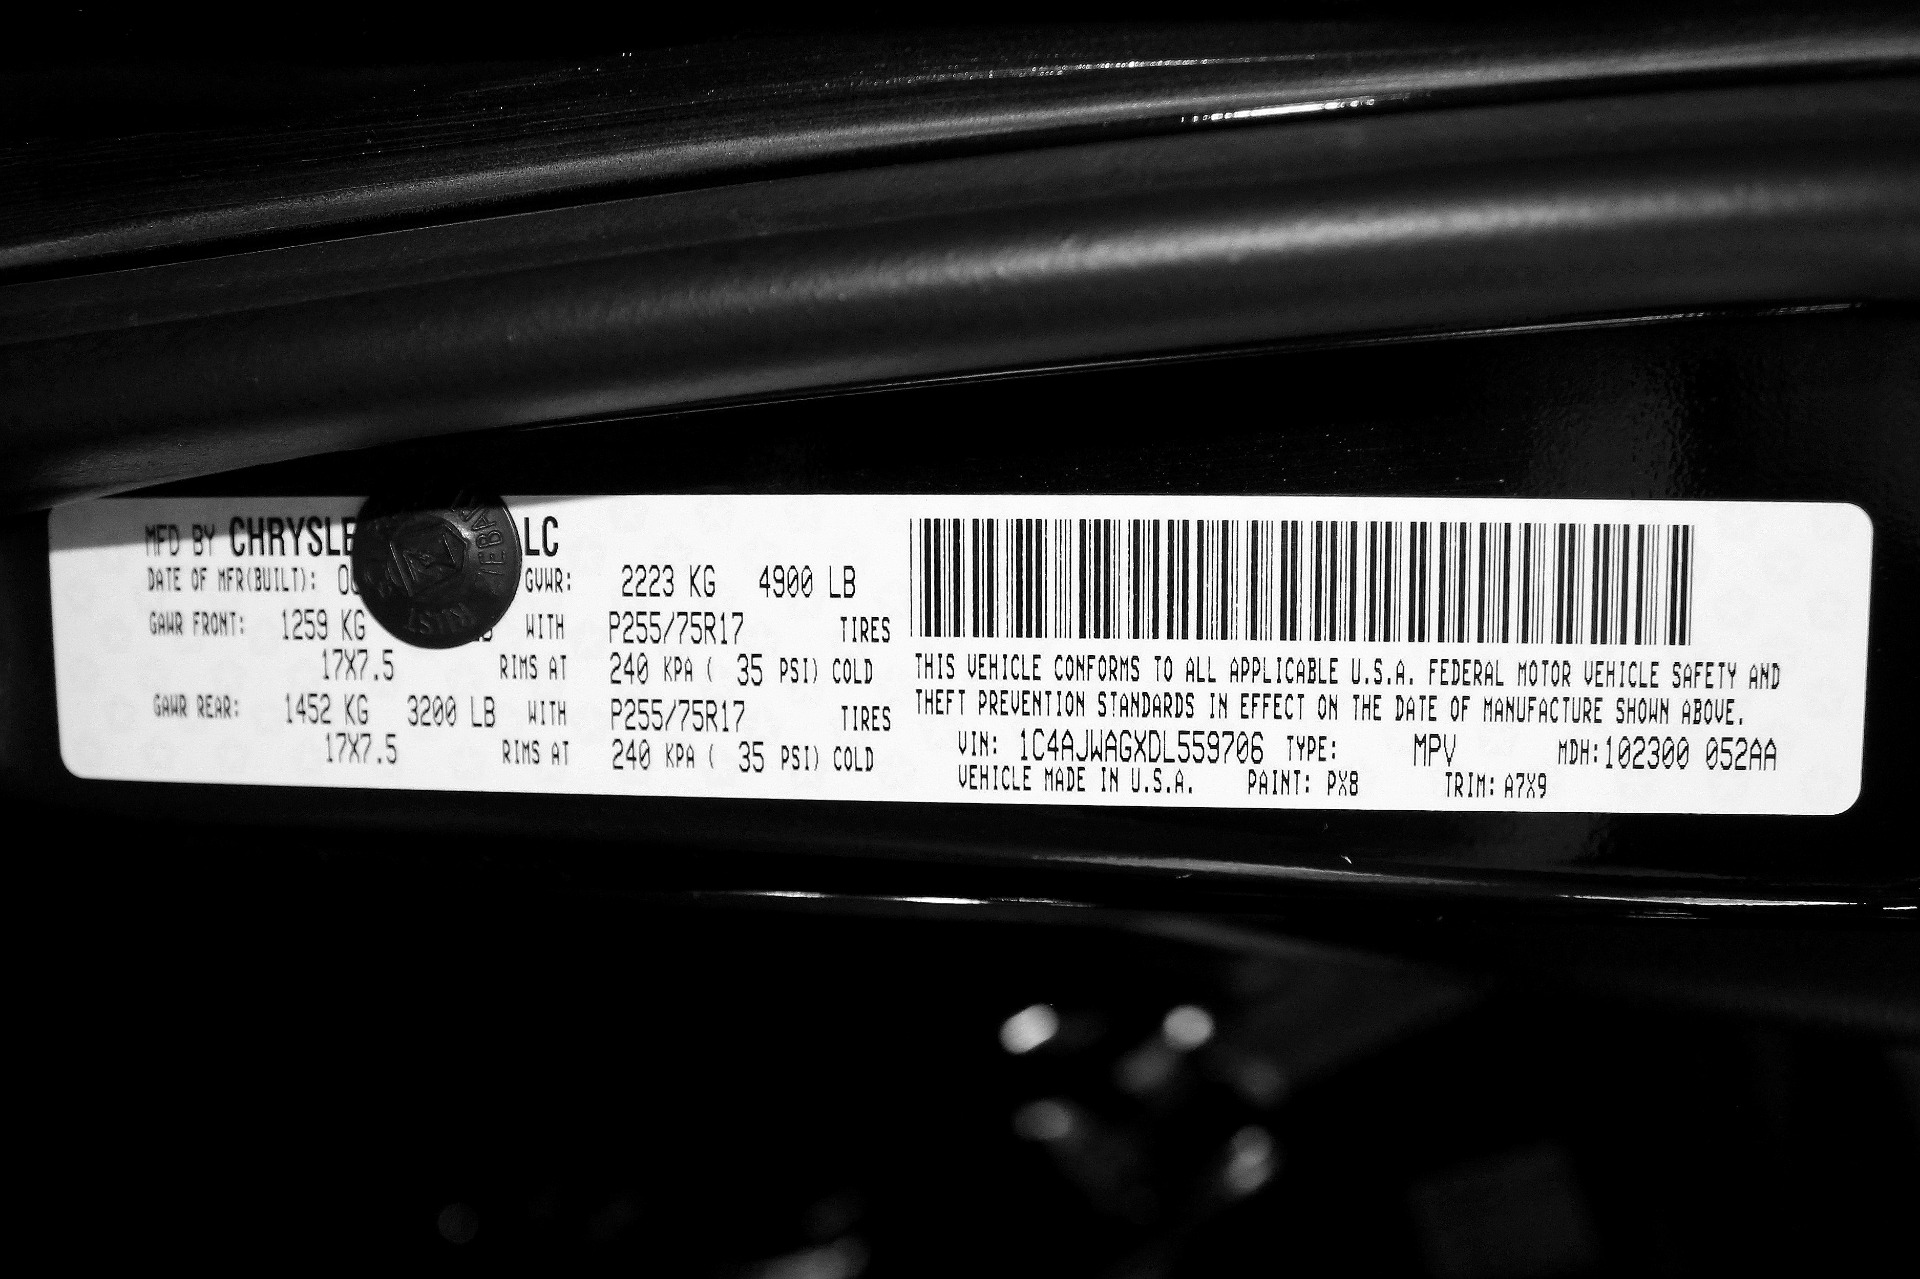 MFD BY CHRYSLE LC
DATE OF MFR(BUILT): 0 GVWR: 2223 KG 4900 LB
GAWR FRONT: 1259 KG WITH P255/75R17 TIRES
17X7.5 RIMS AT 240 KPA ( 35 PSI) COLD
GAWR REAR: 1452 KG 3200 LB WITH P255/75R17 TIRES
17X7.5 RIMS AT 240 KPA ( 35 PSI) COLD
THIS VEHICLE CONFORMS TO ALL APPLICABLE U.S.A. FEDERAL MOTOR VEHICLE SAFETY AND
THEFT PREVENTION STANDARDS IN EFFECT ON THE DATE OF MANUFACTURE SHOWN ABOVE.
VIN: 1C4AJWAGXDL559706 TYPE: MPV MDH:102300 052AA
VEHICLE MADE IN U.S.A. PAINT: PX8 TRIM: A7X9